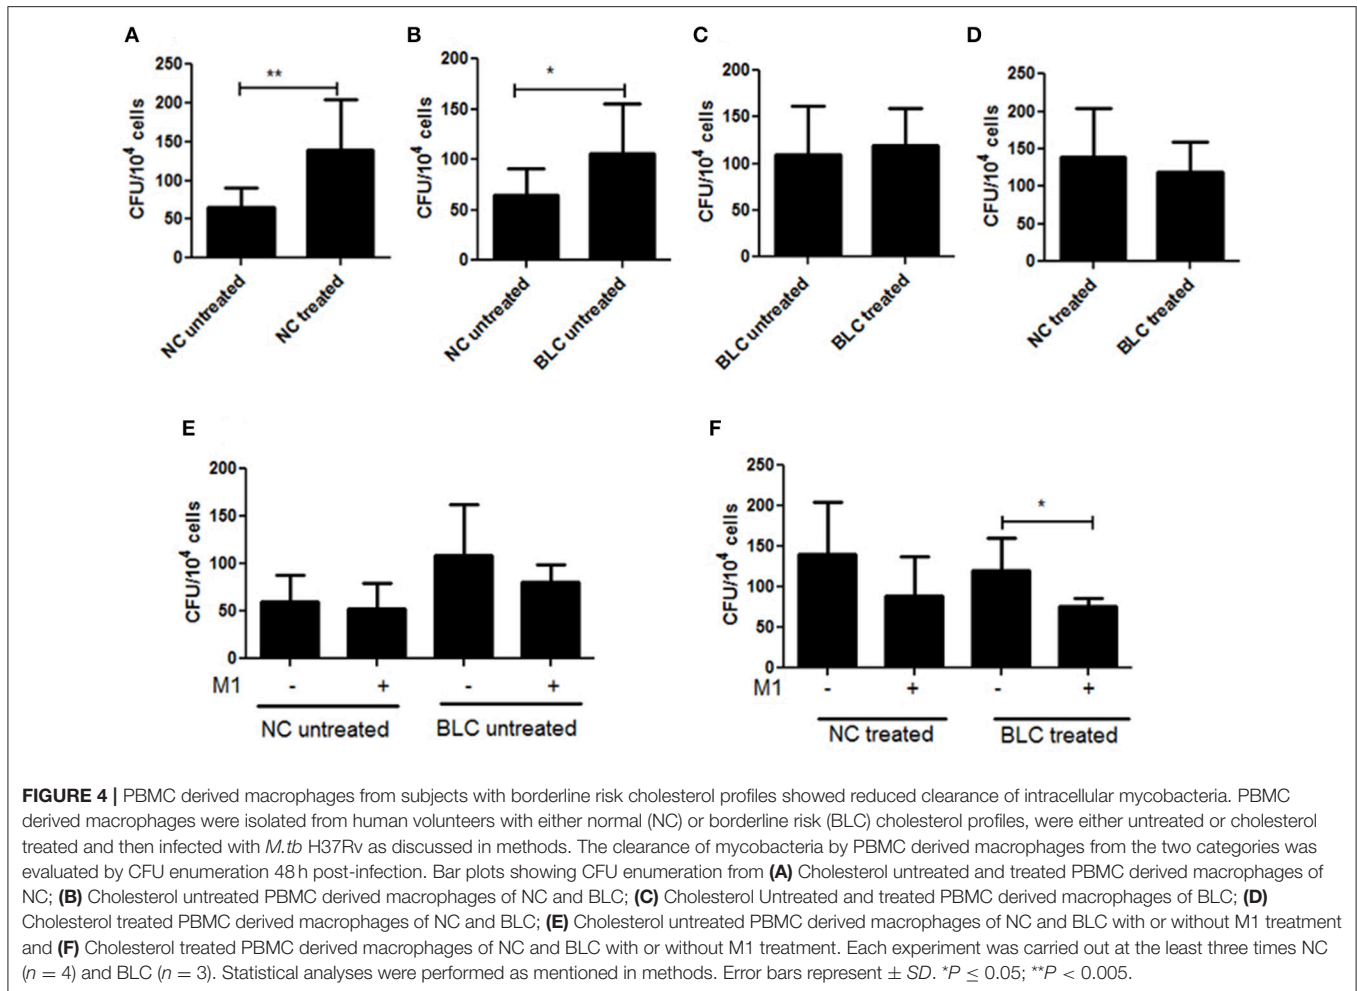 A
250
200
150
100
50
0
CFU/10⁴ cells
**
NC untreated
NC treated
B
200
150
100
50
0
CFU/10⁴ cells
*
NC untreated
BLC untreated
C
200
150
100
50
0
CFU/10⁴ cells
BLC untreated
BLC treated
D
250
200
150
100
50
0
CFU/10⁴ cells
NC treated
BLC treated
E
200
150
100
50
0
CFU/10⁴ cells
M1 - + - +
NC untreated BLC untreated
F
250
200
150
100
50
0
CFU/10⁴ cells
*
M1 - + - +
NC treated BLC treated
FIGURE 4 | PBMC derived macrophages from subjects with borderline risk cholesterol profiles showed reduced clearance of intracellular mycobacteria. PBMC
derived macrophages were isolated from human volunteers with either normal (NC) or borderline risk (BLC) cholesterol profiles, were either untreated or cholesterol
treated and then infected with M.tb H37Rv as discussed in methods. The clearance of mycobacteria by PBMC derived macrophages from the two categories was
evaluated by CFU enumeration 48 h post-infection. Bar plots showing CFU enumeration from (A) Cholesterol untreated and treated PBMC derived macrophages of
NC; (B) Cholesterol untreated PBMC derived macrophages of NC and BLC; (C) Cholesterol Untreated and treated PBMC derived macrophages of BLC; (D)
Cholesterol treated PBMC derived macrophages of NC and BLC; (E) Cholesterol untreated PBMC derived macrophages of NC and BLC with or without M1 treatment
and (F) Cholesterol treated PBMC derived macrophages of NC and BLC with or without M1 treatment. Each experiment was carried out at the least three times NC
(n = 4) and BLC (n = 3). Statistical analyses were performed as mentioned in methods. Error bars represent ± SD. *P ≤ 0.05; **P < 0.005.